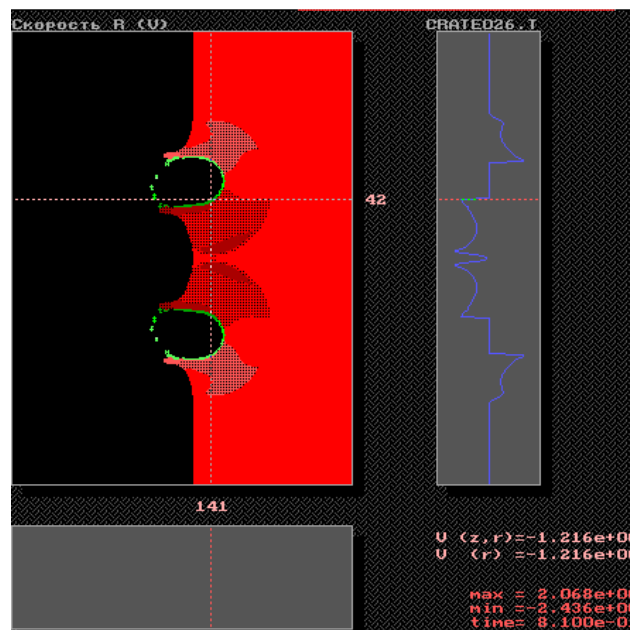 Скорость R (V)
CRATEO26.T
42
141
V (z,r)=-1.216e+0
V (r) =-1.216e+0
max = 2.068e+0
min =-2.436e+0
time= 8.100e-0